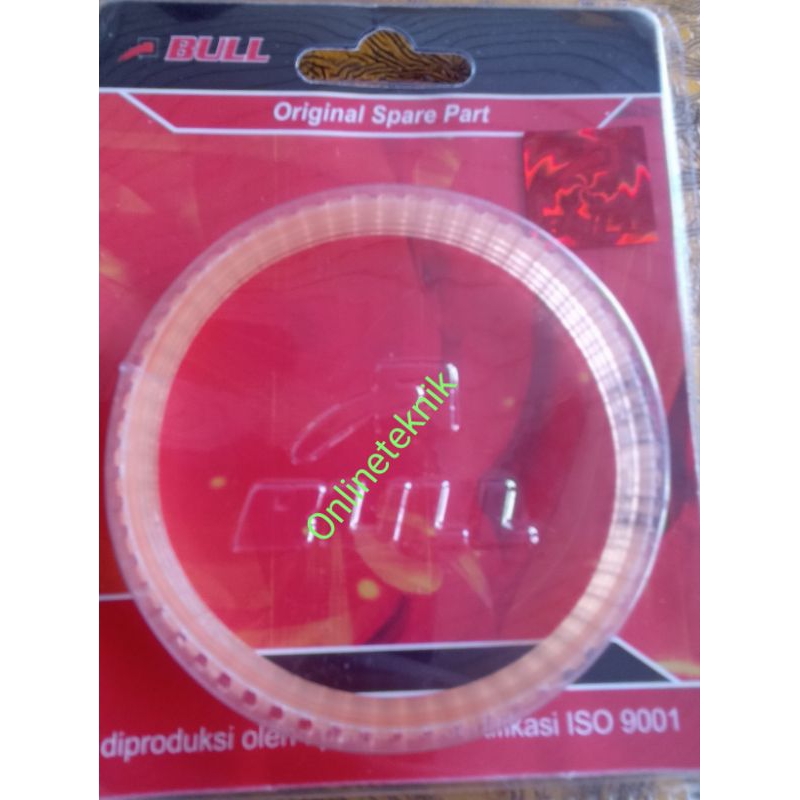 BULL
Original Spare Part
Onlineteknik
BULL
diproduksi oleh
ISO 9001